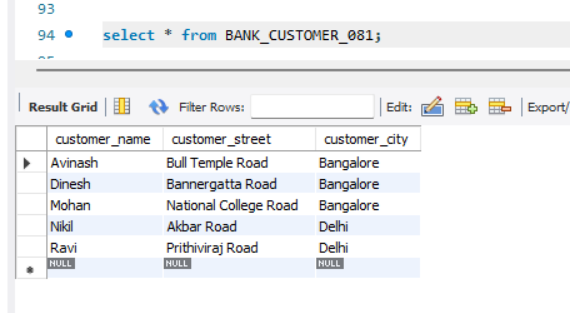 93
94 select * from BANK_CUSTOMER_081;
Result Grid Filter Rows: Edit: Export/
customer_name customer_street customer_city
Avinash Bull Temple Road Bangalore
Dinesh Bannergatta Road Bangalore
Mohan National College Road Bangalore
Nikil Akbar Road Delhi
Ravi Prithiviraj Road Delhi
NULL NULL NULL